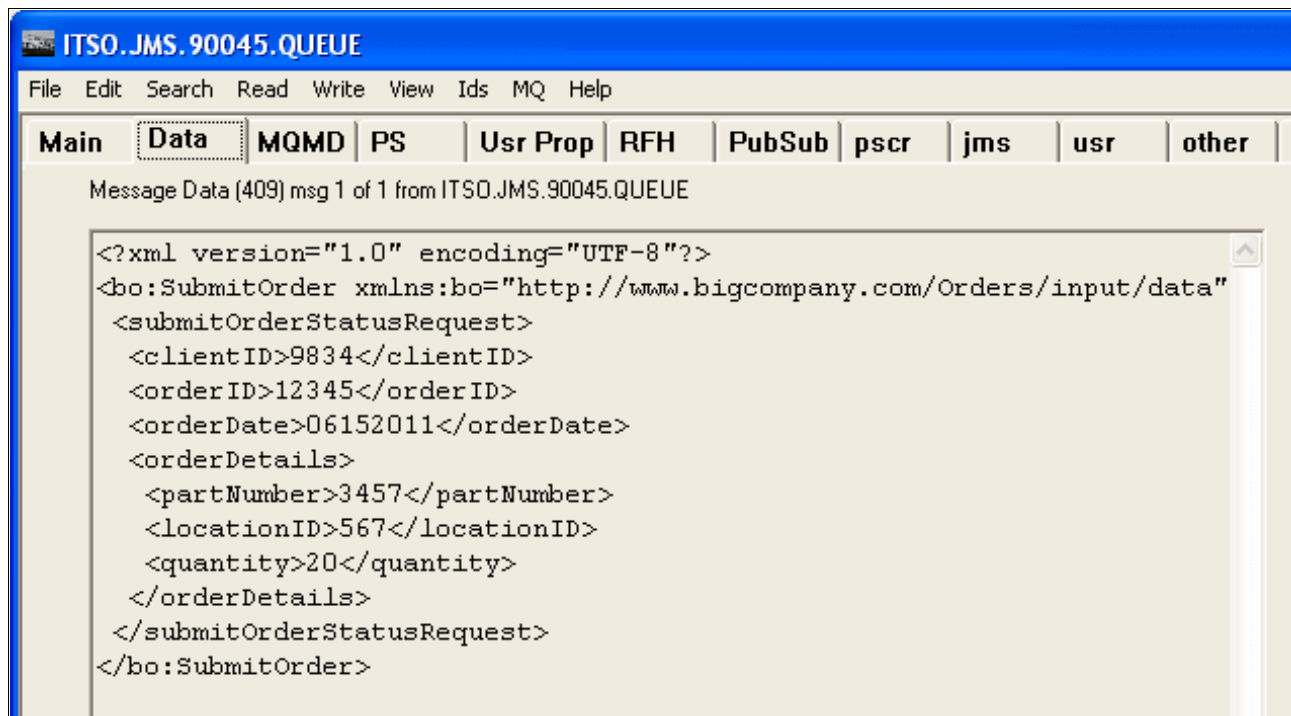 ITSO.JMS.90045.QUEUE
File Edit Search Read Write View Ids MQ Help
Main Data MQMD PS Usr Prop RFH PubSub pscr jms usr other
Message Data (409) msg 1 of 1 from ITSO.JMS.90045.QUEUE
<?xml version="1.0" encoding="UTF-8"?>
<bo:SubmitOrder xmlns:bo="http://www.bigcompany.com/Orders/input/data"
<submitOrderStatusRequest>
<clientID>9834</clientID>
<orderID>12345</orderID>
<orderDate>06152011</orderDate>
<orderDetails>
<partNumber>3457</partNumber>
<locationID>567</locationID>
<quantity>20</quantity>
</orderDetails>
</submitOrderStatusRequest>
</bo:SubmitOrder>